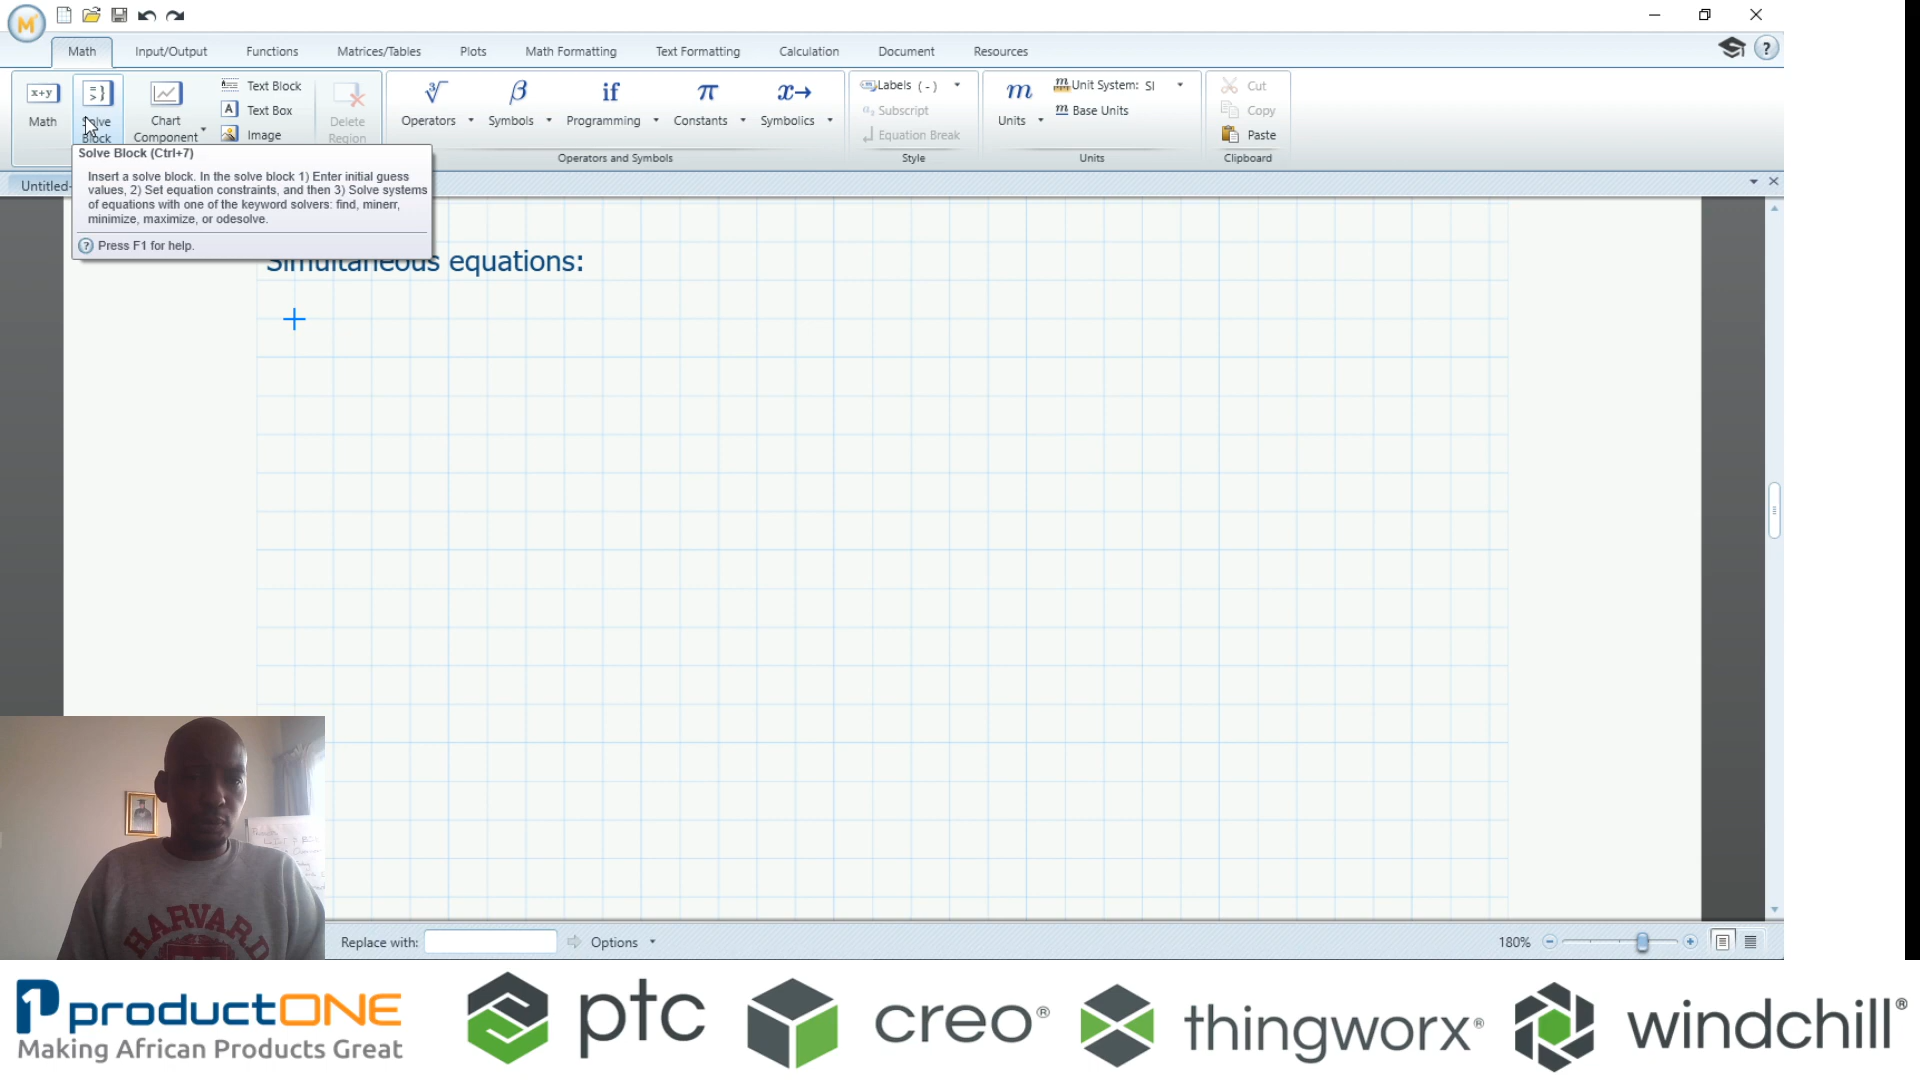 Math Input/Output Functions Matrices/Tables Plots Math Formatting Text Formatting Calculation Document Resources
x+y Math
Solve Block
Chart Component
Text Block
Text Box
Image
Delete Region
Operators
β Symbols
if Programming
π Constants
x→ Symbolics
Operators and Symbols
Labels (-)
Subscript
Equation Break
Style
m Units
Unit System: SI
Base Units
Units
Cut
Copy
Paste
Clipboard
Untitled-
Solve Block (Ctrl+7)
Insert a solve block. In the solve block 1) Enter initial guess
values, 2) Set equation constraints, and then 3) Solve systems
of equations with one of the keyword solvers: find, minerr,
minimize, maximize, or odesolve.
Press F1 for help.
Simultaneous equations:
HARVARD
Replace with: Options 180%
productONE
Making African Products Great
ptc
creo®
thingworx®
windchill®